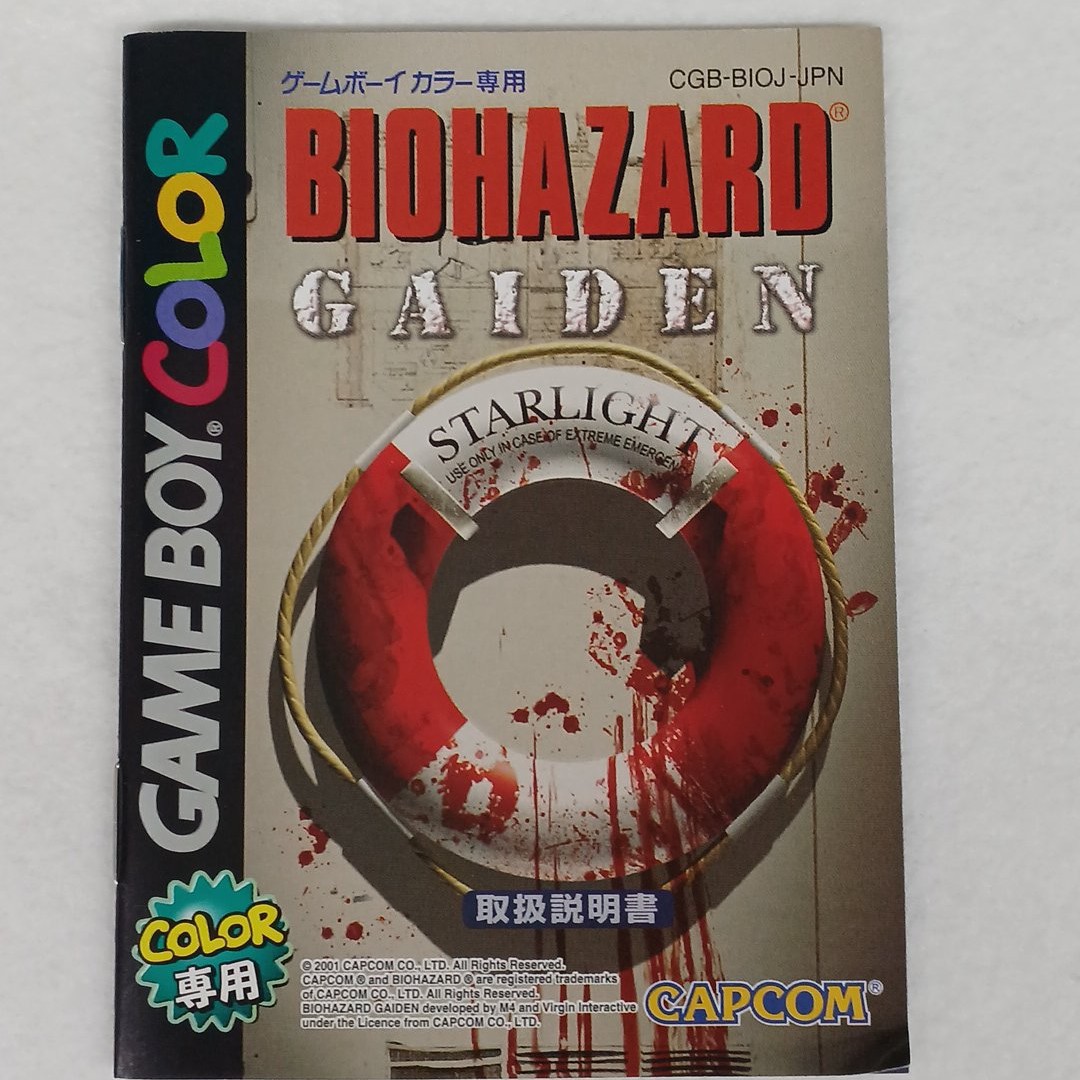 ゲームボーイ カラー専用
CGB-BIOJ-JPN
BIOHAZARD®
GAIDEN
STARLIGHT
USE ONLY IN CASE OF EXTREME EMERGEN
GAME BOY® COLOR
取扱説明書
COLOR
専用
© 2001 CAPCOM CO., LTD. All Rights Reserved.
CAPCOM ® and BIOHAZARD ® are registered trademarks
of CAPCOM CO., LTD. All Rights Reserved.
BIOHAZARD GAIDEN developed by M4 and Virgin Interactive
under the Licence from CAPCOM CO., LTD.
CAPCOM®